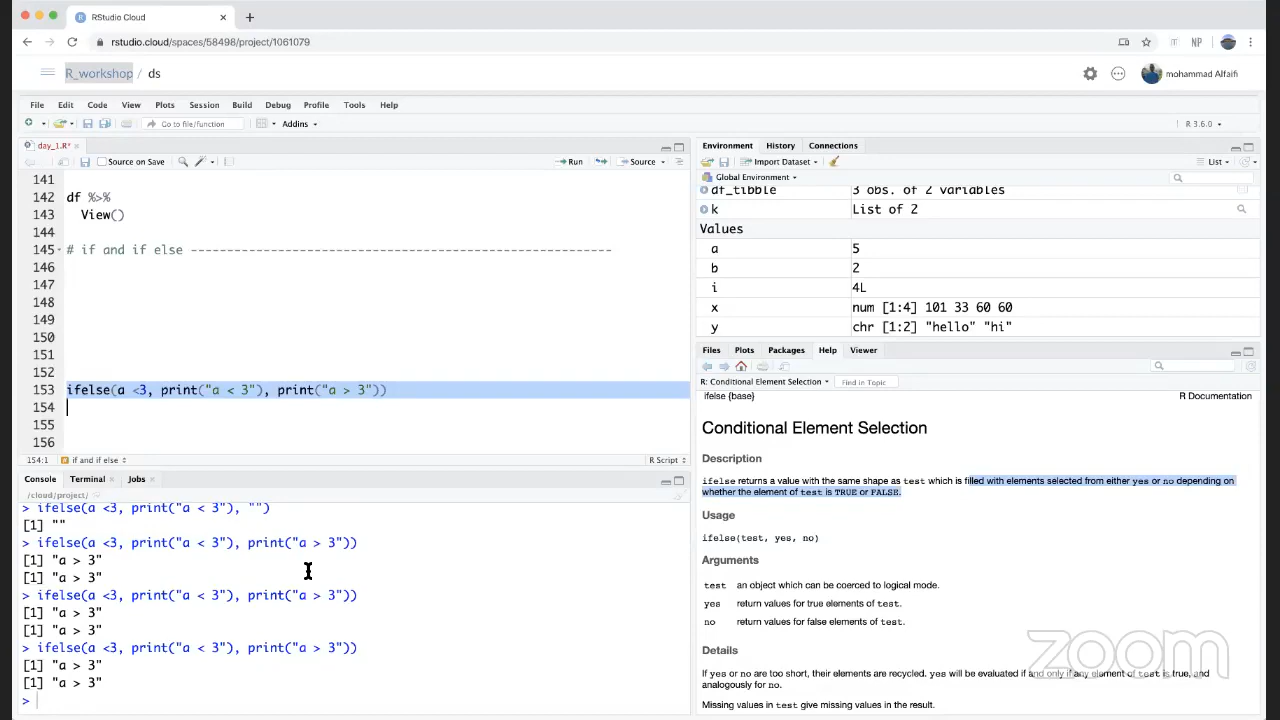 RStudio Cloud
rstudio.cloud/spaces/58498/project/1061079
NP
R_workshop / ds
mohammad Alfaifi
File Edit Code View Plots Session Build Debug Profile Tools Help
Go to file/function
Addins
R 3.6.0
day_1.R*
Source on Save
Run
Source
141
142 df %>%
143 View()
144
145 # if and if else ----------------------------------------------------------
146
147
148
149
150
151
152
153 ifelse(a <3, print("a < 3"), print("a > 3"))
154
155
156
154:1 if and if else R Script
Console Terminal Jobs
/cloud/project/
> ifelse(a <3, print("a < 3"), "")
[1] ""
> ifelse(a <3, print("a < 3"), print("a > 3"))
[1] "a > 3"
[1] "a > 3"
> ifelse(a <3, print("a < 3"), print("a > 3"))
[1] "a > 3"
[1] "a > 3"
> ifelse(a <3, print("a < 3"), print("a > 3"))
[1] "a > 3"
[1] "a > 3"
>
Environment History Connections
Import Dataset
List
Global Environment
df_tibble 3 obs. of 2 variables
k List of 2
Values
a 5
b 2
i 4L
x num [1:4] 101 33 60 60
y chr [1:2] "hello" "hi"
Files Plots Packages Help Viewer
R: Conditional Element Selection Find in Topic
ifelse {base} R Documentation
Conditional Element Selection
Description
ifelse returns a value with the same shape as test which is filled with elements selected from either yes or no depending on
whether the element of test is TRUE or FALSE.
Usage
ifelse(test, yes, no)
Arguments
test an object which can be coerced to logical mode.
yes return values for true elements of test.
no return values for false elements of test.
Details
If yes or no are too short, their elements are recycled. yes will be evaluated if and only if any element of test is true, and
analogously for no.
Missing values in test give missing values in the result.
zoom